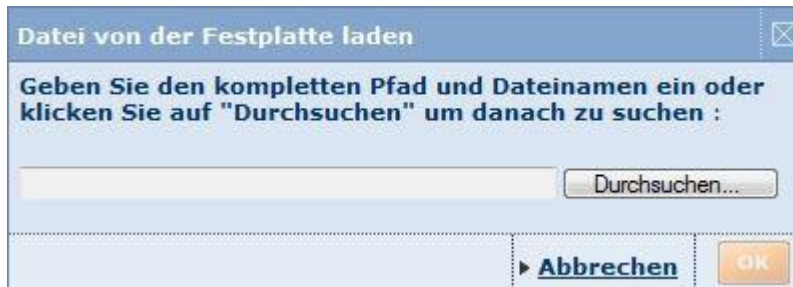 Datei von der Festplatte laden
Geben Sie den kompletten Pfad und Dateinamen ein oder
klicken Sie auf "Durchsuchen" um danach zu suchen :
Durchsuchen...
Abbrechen
OK